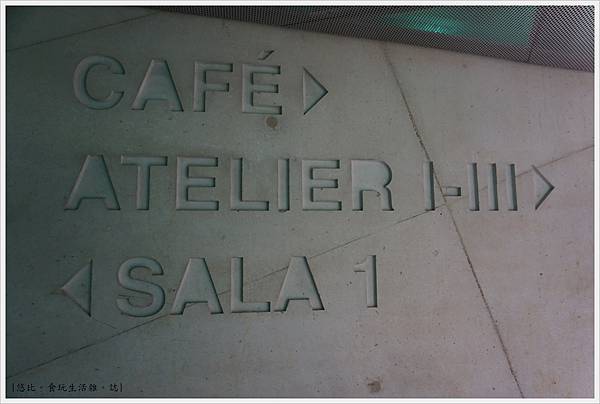 CAFÉ ▷
ATELIER I-III ▷
◁ SALA 1
|悠比。食玩生活雜。誌|